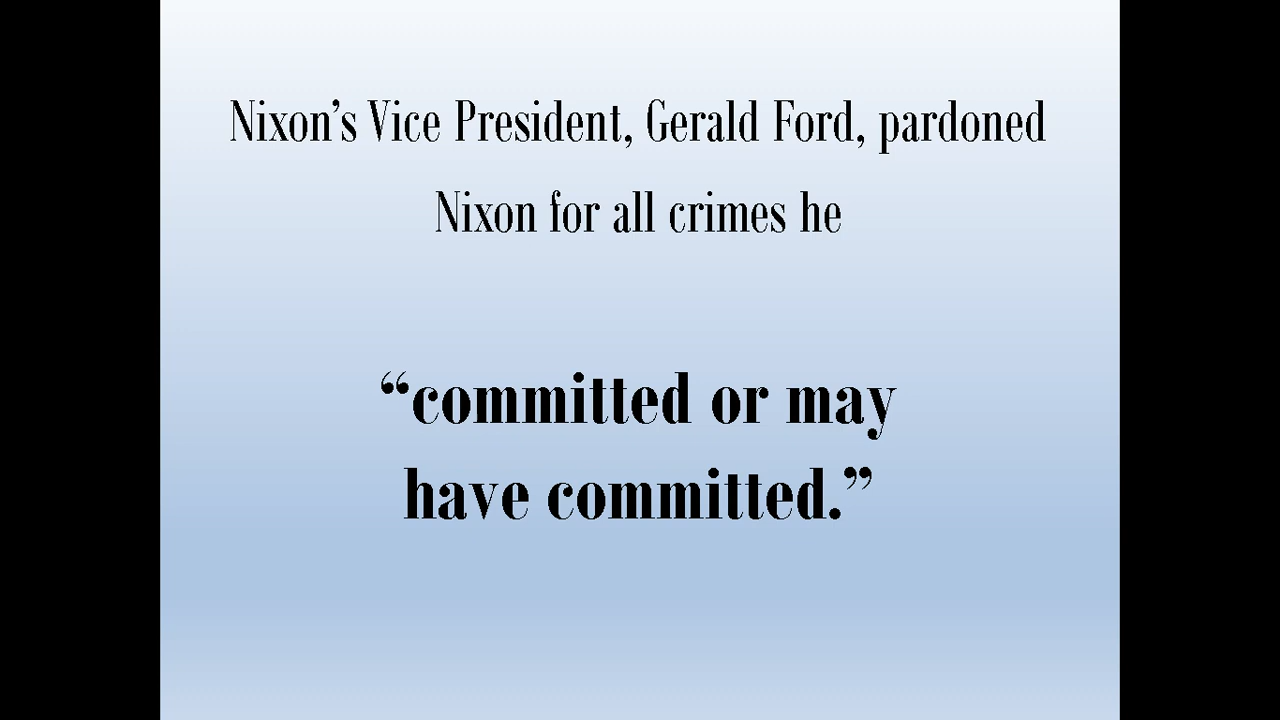 Nixon’s Vice President, Gerald Ford, pardoned
Nixon for all crimes he
“committed or may
have committed.”